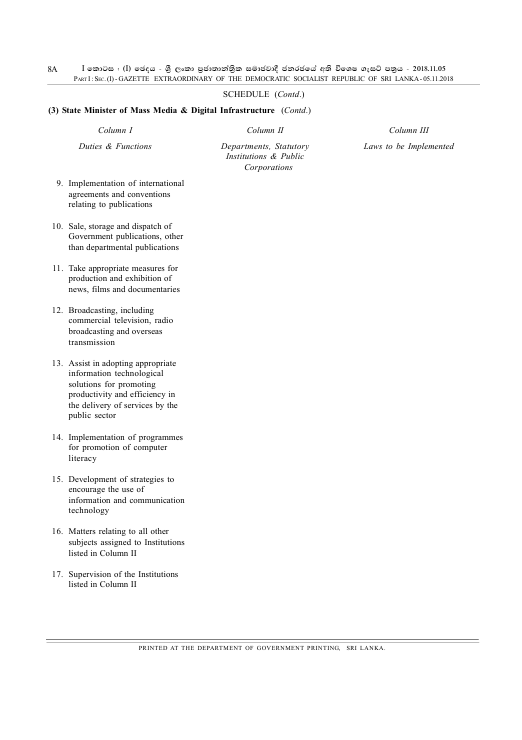 8A I කොටස : (I) ඡෙදය - ශ්‍රී ලංකා ප්‍රජාතාන්ත්‍රික සමාජවාදී ජනරජයේ අති විශෙෂ ගැසට් පත්‍රය - 2018.11.05
PART I : SEC. (I) - GAZETTE EXTRAORDINARY OF THE DEMOCRATIC SOCIALIST REPUBLIC OF SRI LANKA - 05.11.2018
SCHEDULE (Contd.)
(3) State Minister of Mass Media & Digital Infrastructure (Contd.)
Column I Column II Column III
Duties & Functions Departments, Statutory Laws to be Implemented
Institutions & Public
Corporations
9. Implementation of international
agreements and conventions
relating to publications
10. Sale, storage and dispatch of
Government publications, other
than departmental publications
11. Take appropriate measures for
production and exhibition of
news, films and documentaries
12. Broadcasting, including
commercial television, radio
broadcasting and overseas
transmission
13. Assist in adopting appropriate
information technological
solutions for promoting
productivity and efficiency in
the delivery of services by the
public sector
14. Implementation of programmes
for promotion of computer
literacy
15. Development of strategies to
encourage the use of
information and communication
technology
16. Matters relating to all other
subjects assigned to Institutions
listed in Column II
17. Supervision of the Institutions
listed in Column II
PRINTED AT THE DEPARTMENT OF GOVERNMENT PRINTING, SRI LANKA.